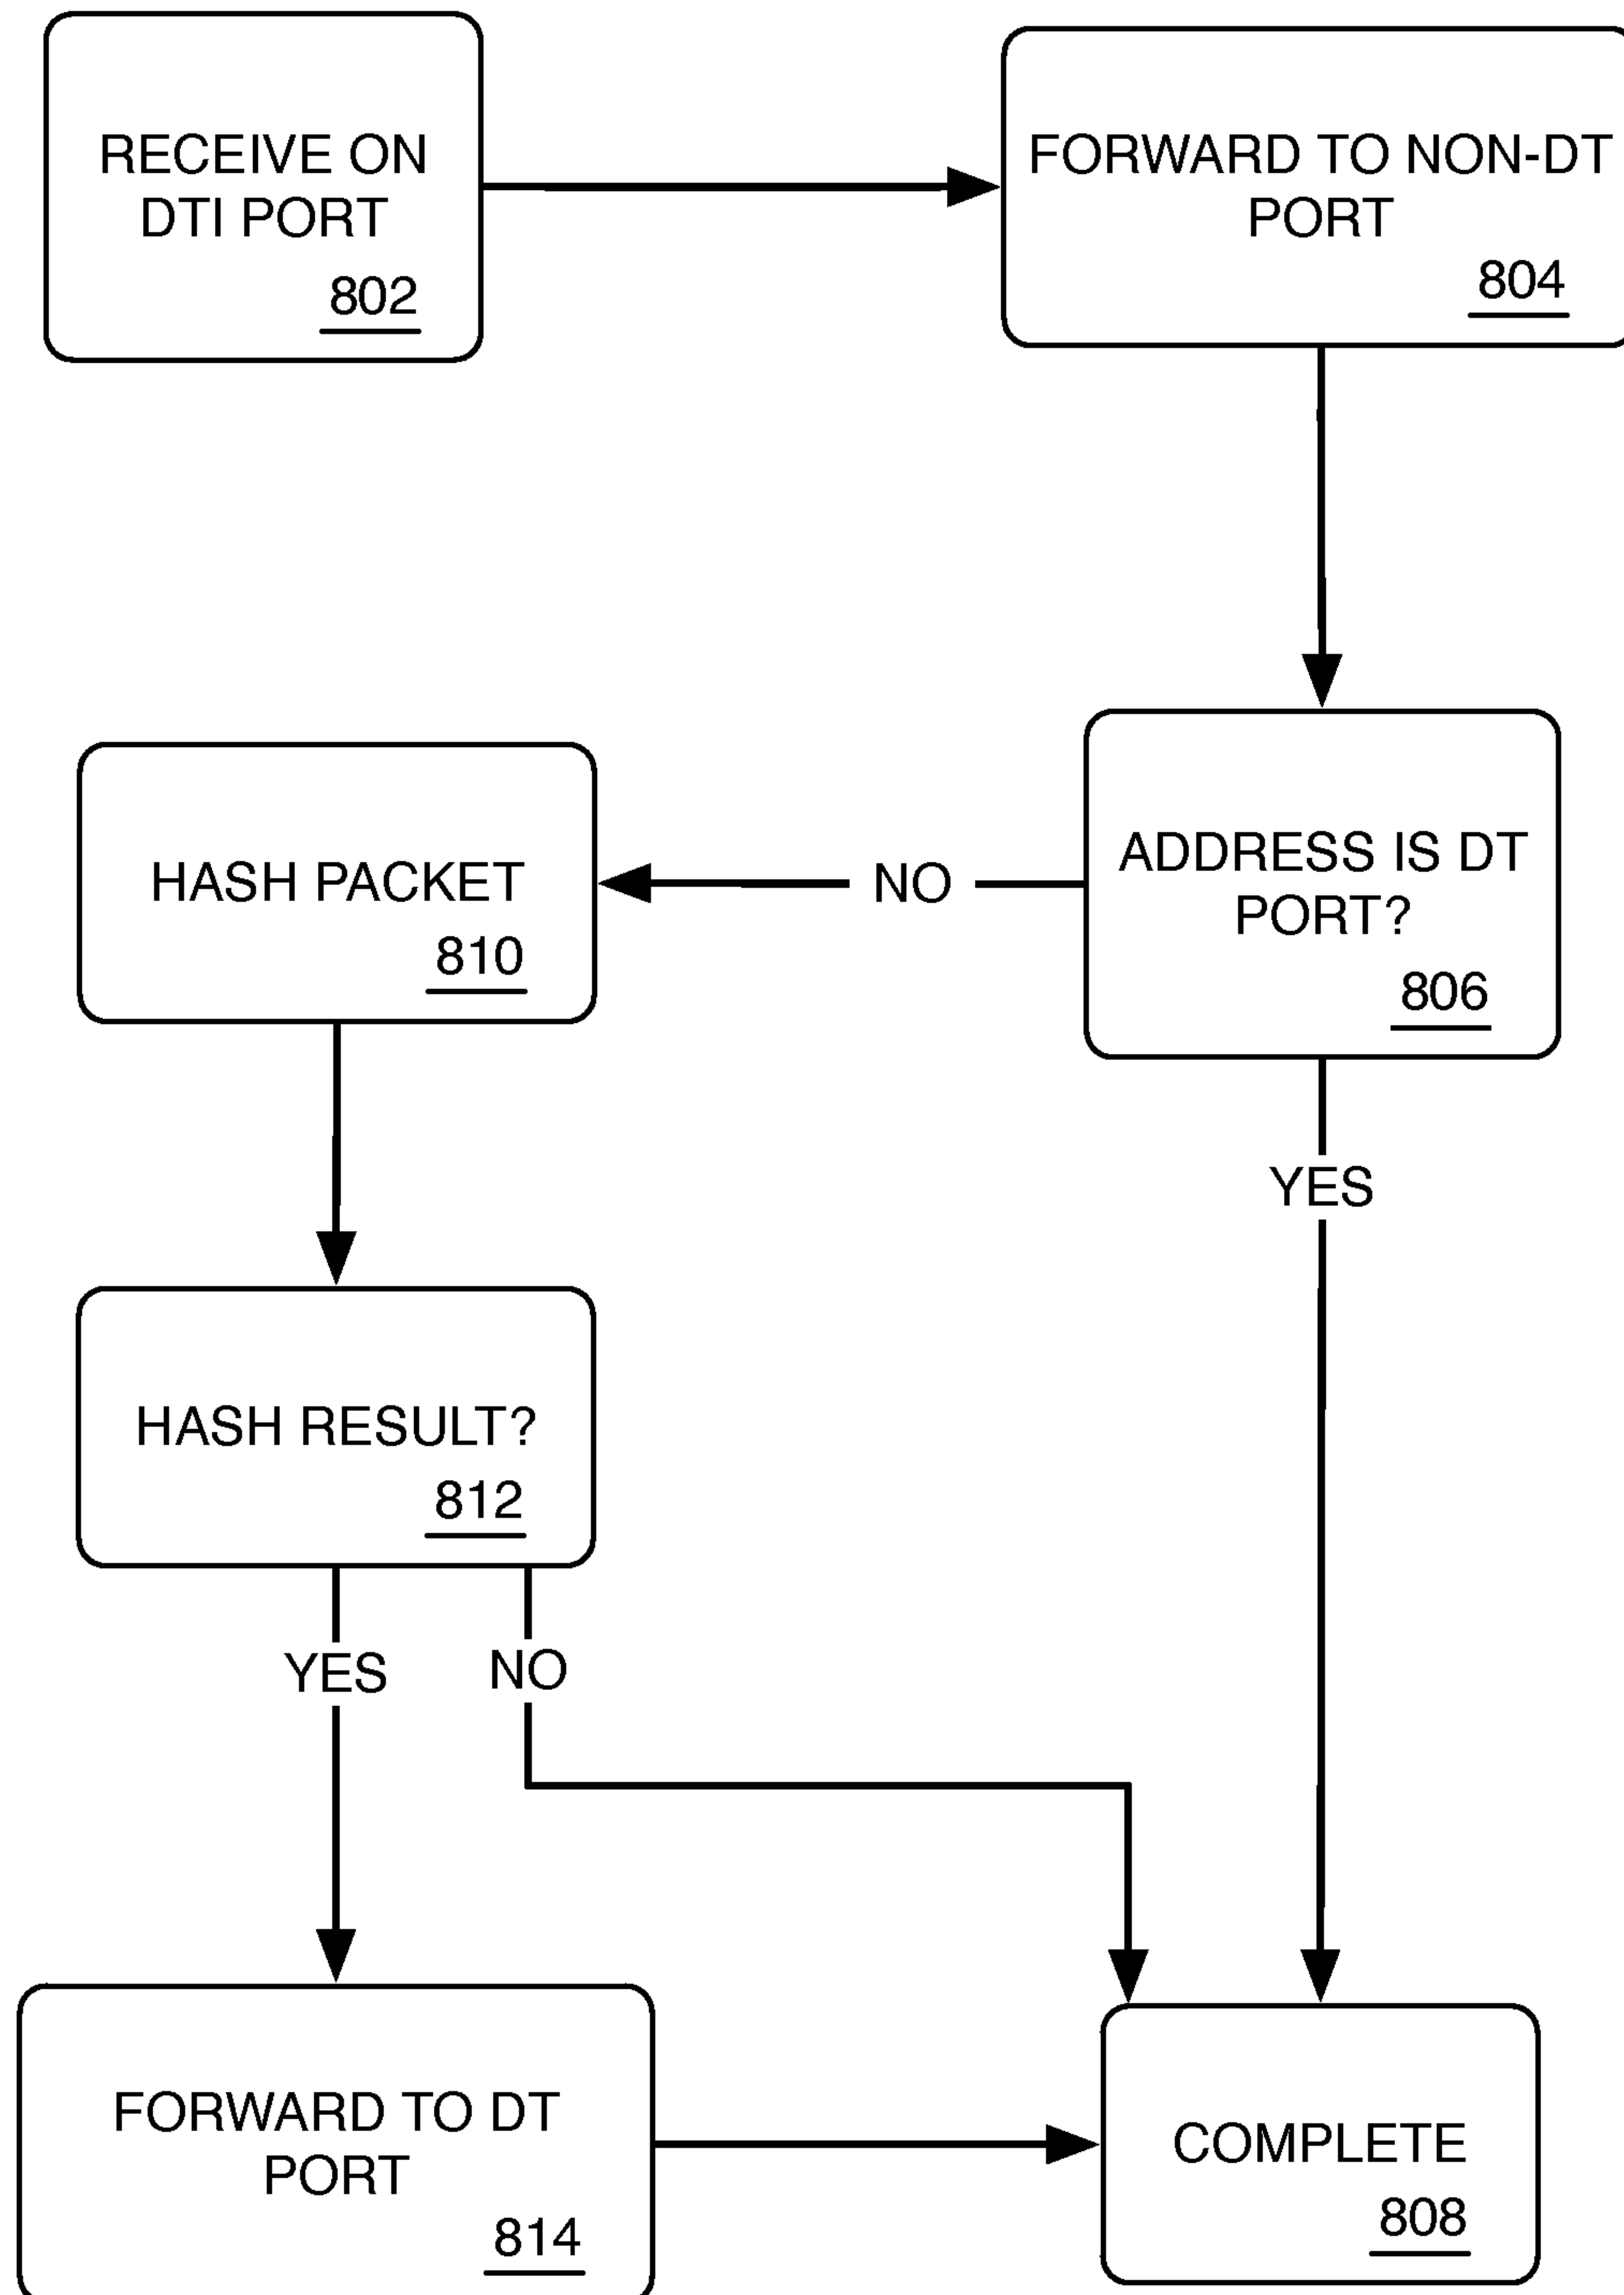 RECEIVE ON
DTI PORT
802
FORWARD TO NON-DT
PORT
804
ADDRESS IS DT
PORT?
806
NO
HASH PACKET
810
YES
HASH RESULT?
812
YES
NO
FORWARD TO DT
PORT
814
COMPLETE
808